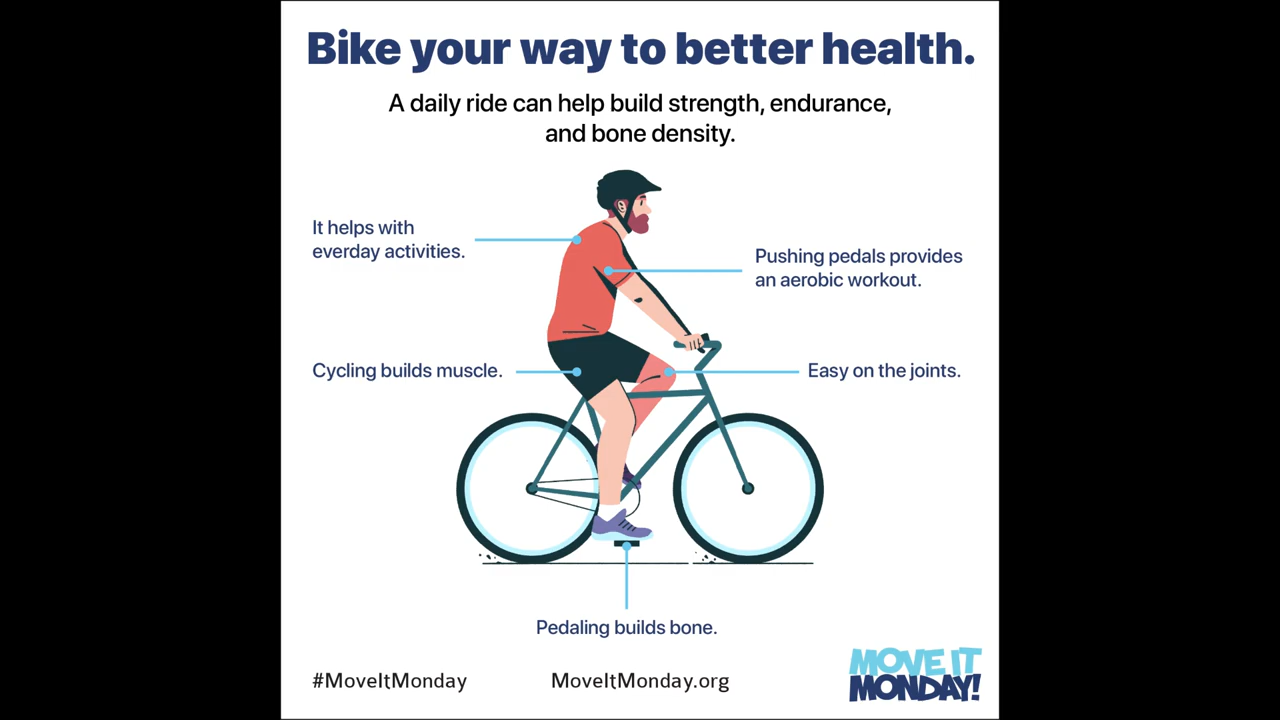 Bike your way to better health.
A daily ride can help build strength, endurance,
and bone density.
It helps with
everday activities.
Pushing pedals provides
an aerobic workout.
Cycling builds muscle.
Easy on the joints.
Pedaling builds bone.
#MoveItMonday
MoveItMonday.org
MOVE IT
MONDAY!